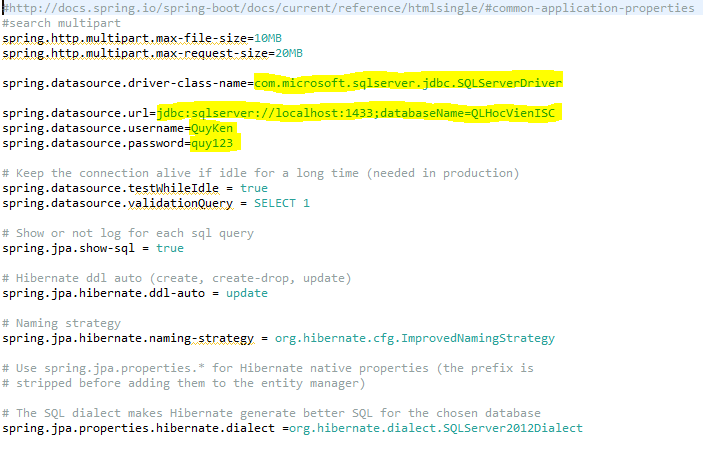 #http://docs.spring.io/spring-boot/docs/current/reference/htmlsingle/#common-application-properties
#search multipart
spring.http.multipart.max-file-size=10MB
spring.http.multipart.max-request-size=20MB
spring.datasource.driver-class-name=com.microsoft.sqlserver.jdbc.SQLServerDriver
spring.datasource.url=jdbc:sqlserver://localhost:1433;databaseName=QLHocVienISC
spring.datasource.username=QuyKen
spring.datasource.password=quy123
# Keep the connection alive if idle for a long time (needed in production)
spring.datasource.testWhileIdle = true
spring.datasource.validationQuery = SELECT 1
# Show or not log for each sql query
spring.jpa.show-sql = true
# Hibernate ddl auto (create, create-drop, update)
spring.jpa.hibernate.ddl-auto = update
# Naming strategy
spring.jpa.hibernate.naming-strategy = org.hibernate.cfg.ImprovedNamingStrategy
# Use spring.jpa.properties.* for Hibernate native properties (the prefix is
# stripped before adding them to the entity manager)
# The SQL dialect makes Hibernate generate better SQL for the chosen database
spring.jpa.properties.hibernate.dialect =org.hibernate.dialect.SQLServer2012Dialect